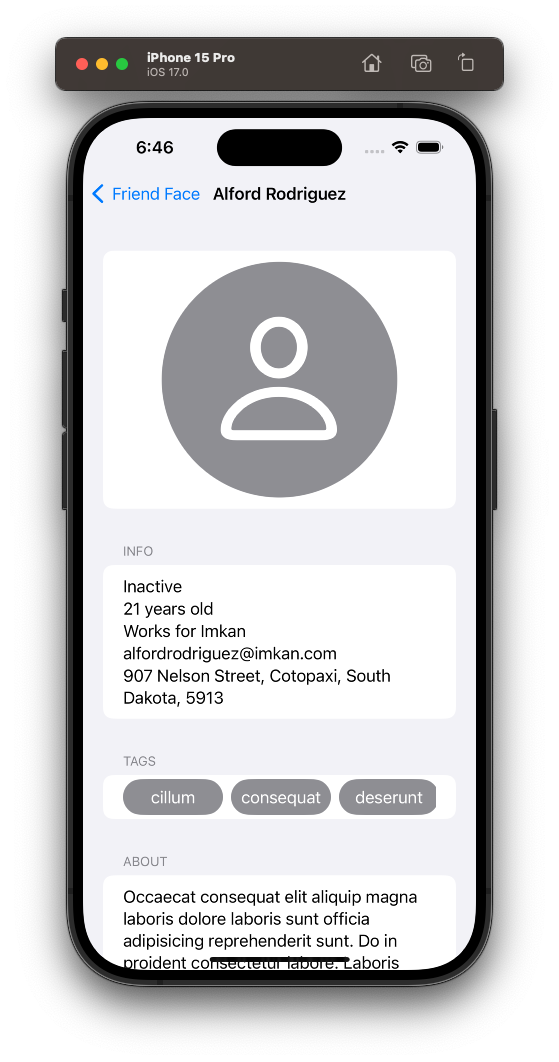 iPhone 15 Pro
iOS 17.0
6:46
Friend Face Alford Rodriguez
INFO
Inactive
21 years old
Works for Imkan
alfordrodriguez@imkan.com
907 Nelson Street, Cotopaxi, South
Dakota, 5913
TAGS
cillum consequat deserunt
ABOUT
Occaecat consequat elit aliquip magna
laboris dolore laboris sunt officia
adipisicing reprehenderit sunt. Do in
proident consectetur labore. Laboris